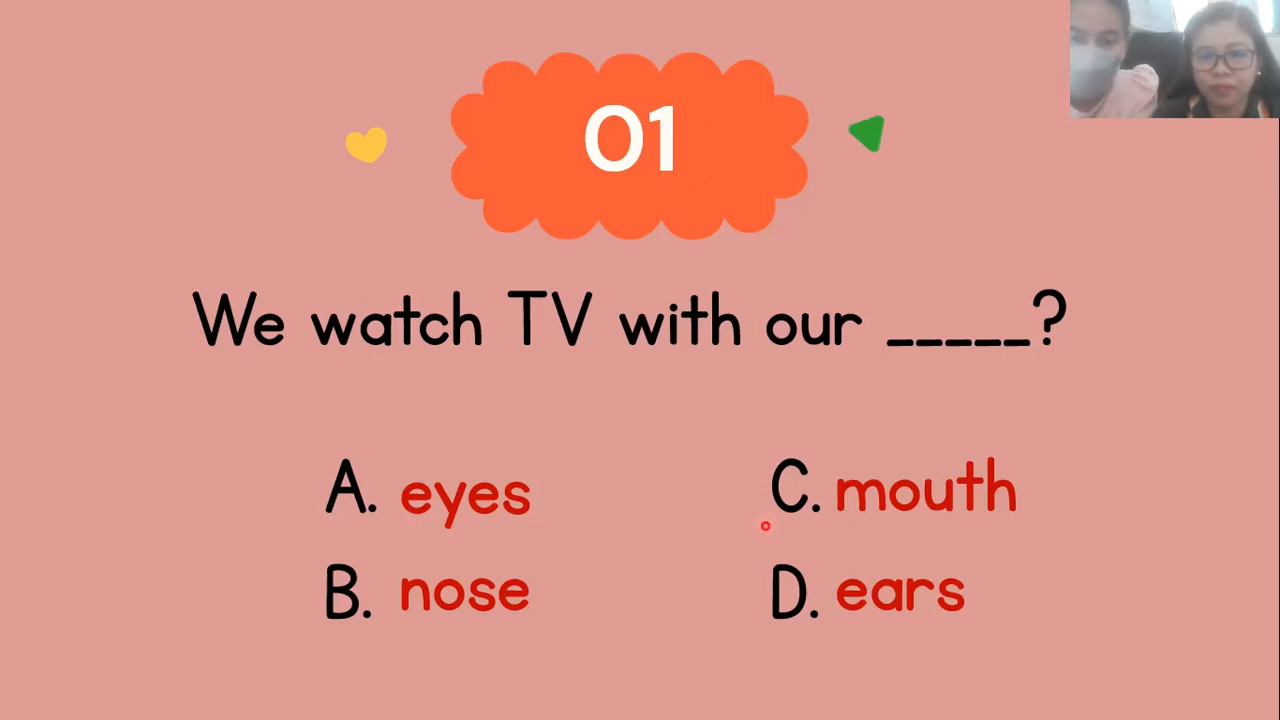 01
We watch TV with our _____?
A. eyes
B. nose
C. mouth
D. ears